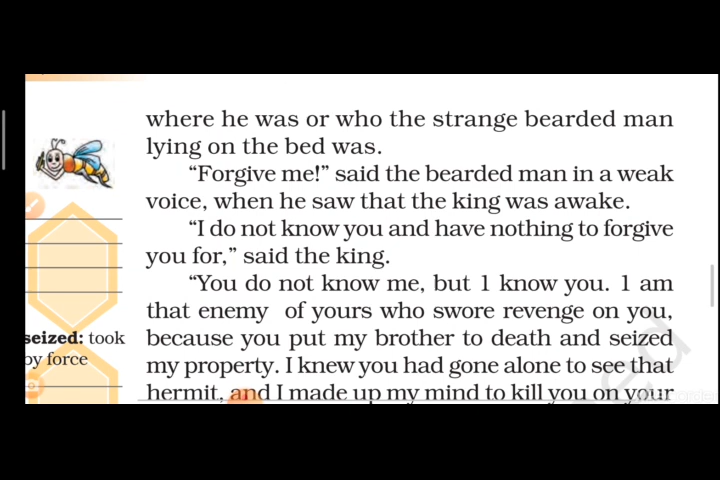 where he was or who the strange bearded man
lying on the bed was.
“Forgive me!” said the bearded man in a weak
voice, when he saw that the king was awake.
“I do not know you and have nothing to forgive
you for,” said the king.
“You do not know me, but 1 know you. 1 am
that enemy of yours who swore revenge on you,
because you put my brother to death and seized
my property. I knew you had gone alone to see that
hermit, and I made up my mind to kill you on your
seized: took
by force
ed